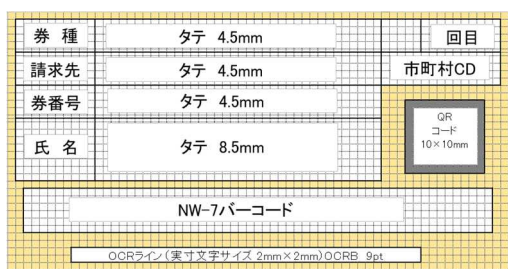 券 種 タテ 4.5mm 回目
請求先 タテ 4.5mm 市町村CD
券番号 タテ 4.5mm
氏 名 タテ 8.5mm
QR
コード
10×10mm
NW-7バーコード
OCRライン(実寸文字サイズ 2mm×2mm)OCRB 9pt